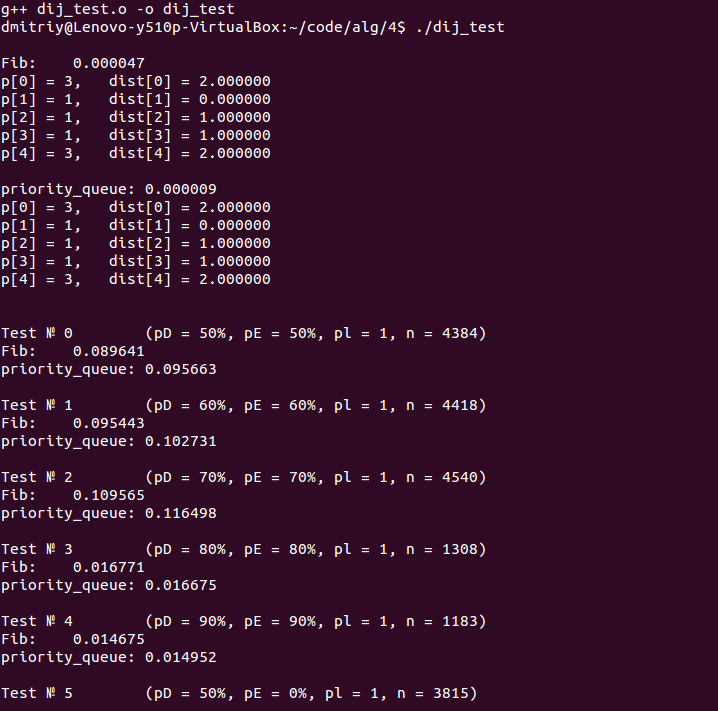 g++ dij_test.o -o dij_test
dmitriy@Lenovo-y510p-VirtualBox:~/code/alg/4$ ./dij_test
Fib:    0.000047
p[0] = 3,   dist[0] = 2.000000
p[1] = 1,   dist[1] = 0.000000
p[2] = 1,   dist[2] = 1.000000
p[3] = 1,   dist[3] = 1.000000
p[4] = 3,   dist[4] = 2.000000
priority_queue: 0.000009
p[0] = 3,   dist[0] = 2.000000
p[1] = 1,   dist[1] = 0.000000
p[2] = 1,   dist[2] = 1.000000
p[3] = 1,   dist[3] = 1.000000
p[4] = 3,   dist[4] = 2.000000
Test № 0        (pD = 50%, pE = 50%, pl = 1, n = 4384)
Fib:    0.089641
priority_queue: 0.095663
Test № 1        (pD = 60%, pE = 60%, pl = 1, n = 4418)
Fib:    0.095443
priority_queue: 0.102731
Test № 2        (pD = 70%, pE = 70%, pl = 1, n = 4540)
Fib:    0.109565
priority_queue: 0.116498
Test № 3        (pD = 80%, pE = 80%, pl = 1, n = 1308)
Fib:    0.016771
priority_queue: 0.016675
Test № 4        (pD = 90%, pE = 90%, pl = 1, n = 1183)
Fib:    0.014675
priority_queue: 0.014952
Test № 5        (pD = 50%, pE = 0%, pl = 1, n = 3815)